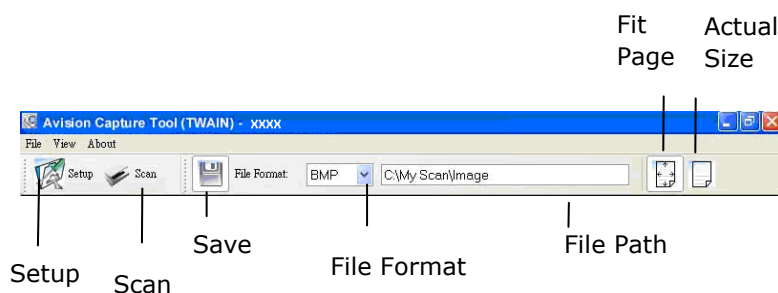 Fit Page
Actual Size
Avision Capture Tool (TWAIN) - xxxx
File View About
Setup Scan File Format: BMP C:\My Scan\Image
Save
File Format
File Path
Setup
Scan